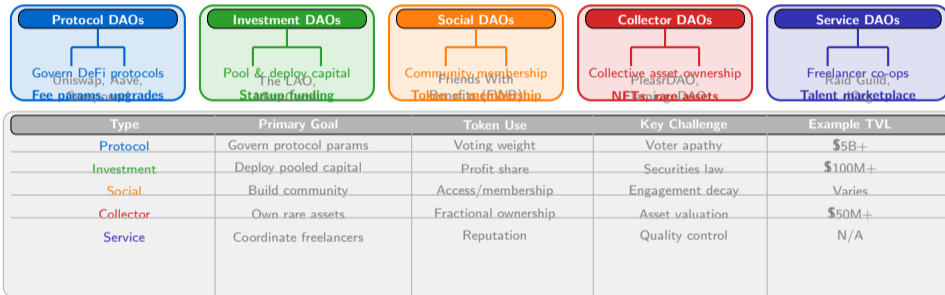 Protocol DAOs
Govern DeFi protocols
Uniswap, Aave,
Fee params, upgrades
Investment DAOs
Pool & deploy capital
The LAO,
Startup funding
Social DAOs
Community membership
Friends With
Benefits (FWB)
Token membership
Collector DAOs
Collective asset ownership
PleasrDAO,
NFTs, rare assets
Service DAOs
Freelancer co-ops
Raid Guild,
Talent marketplace
Type Primary Goal Token Use Key Challenge Example TVL
Protocol Govern protocol params Voting weight Voter apathy $5B+
Investment Deploy pooled capital Profit share Securities law $100M+
Social Build community Access/membership Engagement decay Varies
Collector Own rare assets Fractional ownership Asset valuation $50M+
Service Coordinate freelancers Reputation Quality control N/A